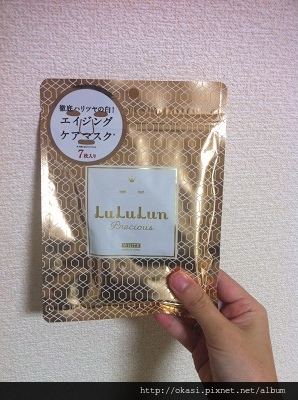 徹底ハリツヤの白!
エイジング
ケアマスク*
7枚入り
LuLuLun
Precious
WHITE
http://okasi.pixnet.net/album